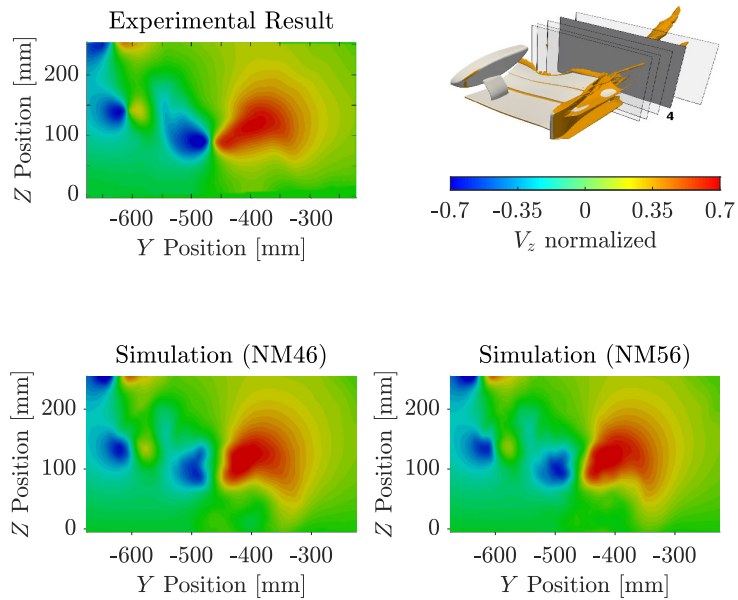 Experimental Result
Z Position [mm]
200
100
0
-600 -500 -400 -300
Y Position [mm]
4
-0.7 -0.35 0 0.35 0.7
V_z normalized
Simulation (NM46)
Z Position [mm]
200
100
0
-600 -500 -400 -300
Y Position [mm]
Simulation (NM56)
Z Position [mm]
200
100
0
-600 -500 -400 -300
Y Position [mm]